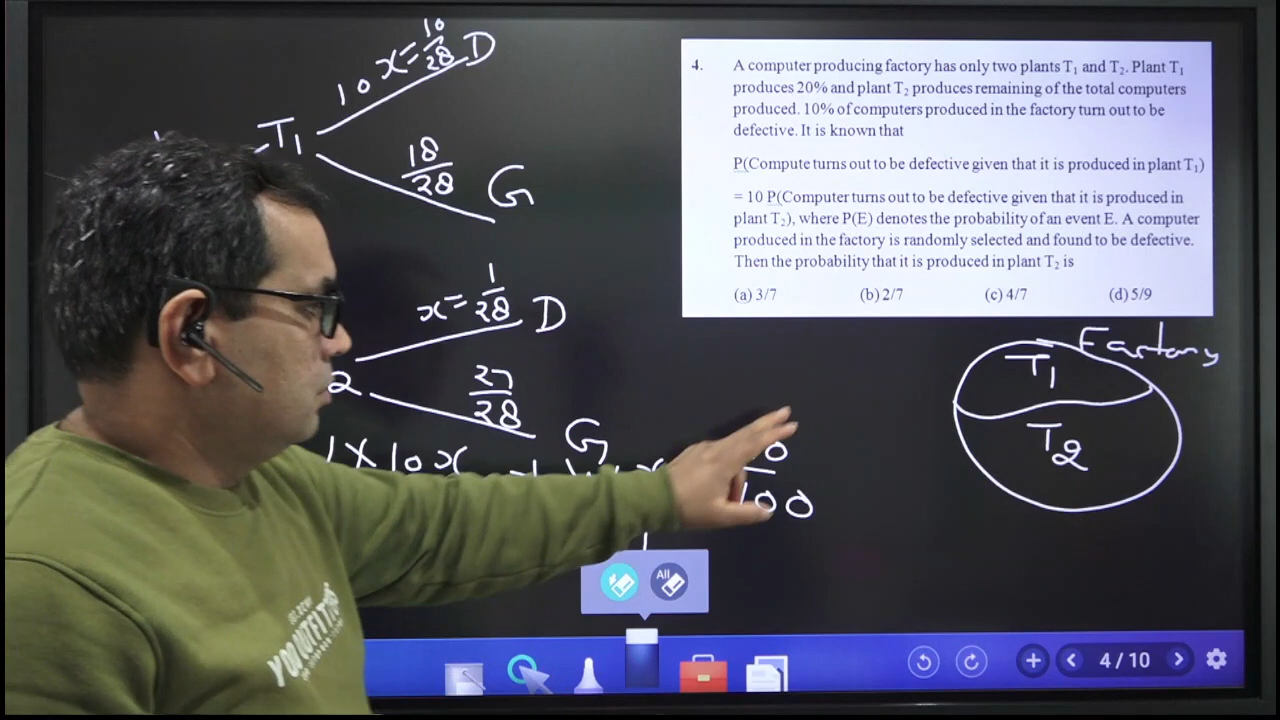 10 x = 10/28 D
T1
18/28 G
x = 1/28 D
2
27/28
G
1 X 10 x
100
4. A computer producing factory has only two plants T₁ and T₂. Plant T₁
produces 20% and plant T₂ produces remaining of the total computers
produced. 10% of computers produced in the factory turn out to be
defective. It is known that
P(Compute turns out to be defective given that it is produced in plant T₁)
= 10 P(Computer turns out to be defective given that it is produced in
plant T₂), where P(E) denotes the probability of an event E. A computer
produced in the factory is randomly selected and found to be defective.
Then the probability that it is produced in plant T₂ is
(a) 3/7 (b) 2/7 (c) 4/7 (d) 5/9
Factory
T1
T2
All
4 / 10